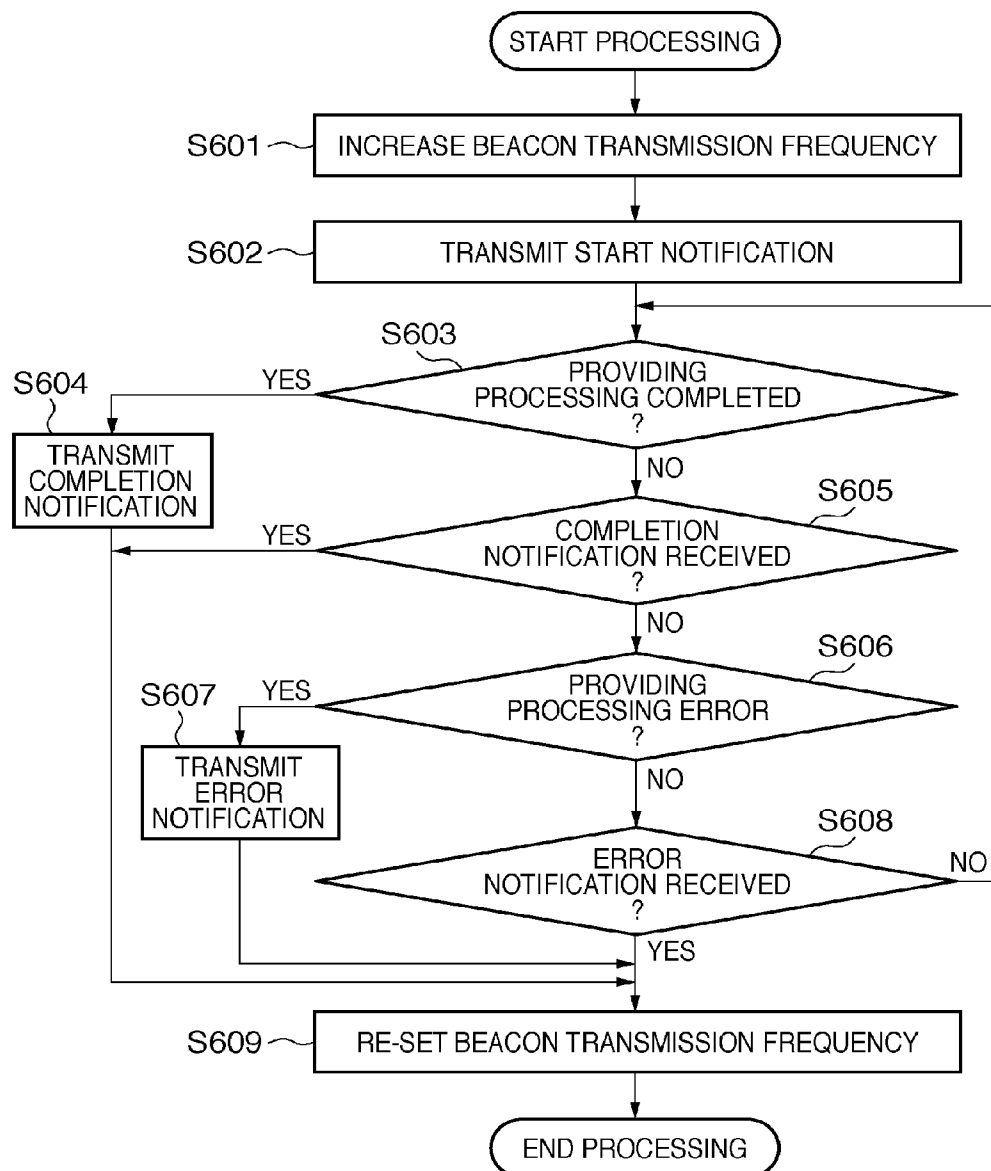 START PROCESSING
S601
INCREASE BEACON TRANSMISSION FREQUENCY
S602
TRANSMIT START NOTIFICATION
S603
PROVIDING
PROCESSING COMPLETED
?
YES
NO
S604
TRANSMIT
COMPLETION
NOTIFICATION
S605
COMPLETION
NOTIFICATION RECEIVED
?
YES
NO
S606
PROVIDING
PROCESSING ERROR
?
YES
NO
S607
TRANSMIT
ERROR
NOTIFICATION
S608
ERROR
NOTIFICATION RECEIVED
?
NO
YES
S609
RE-SET BEACON TRANSMISSION FREQUENCY
END PROCESSING